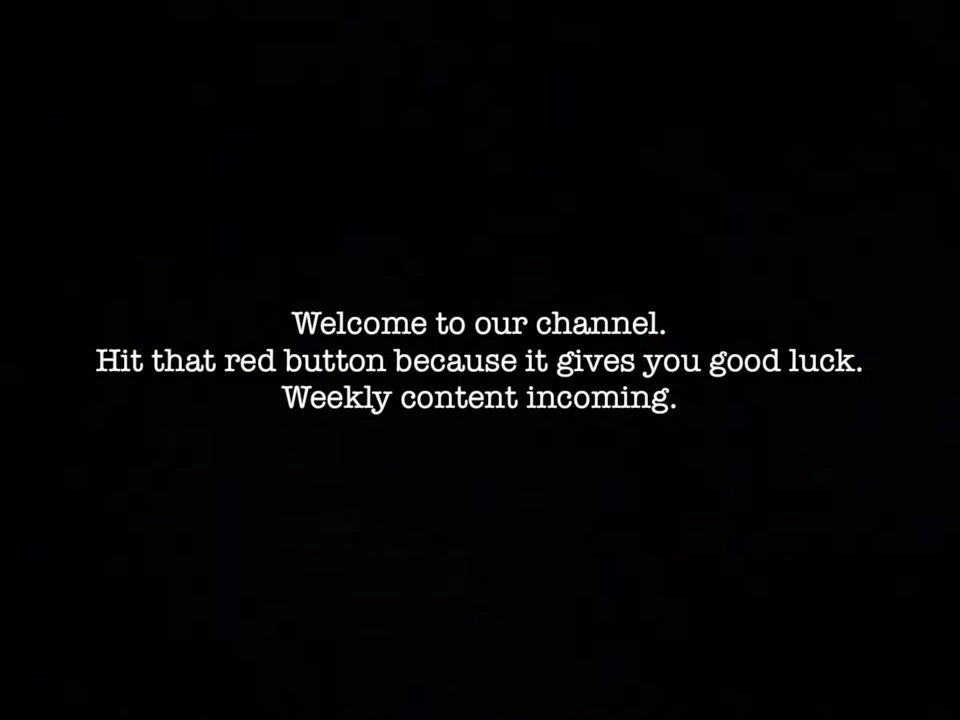 Welcome to our channel.
Hit that red button because it gives you good luck.
Weekly content incoming.